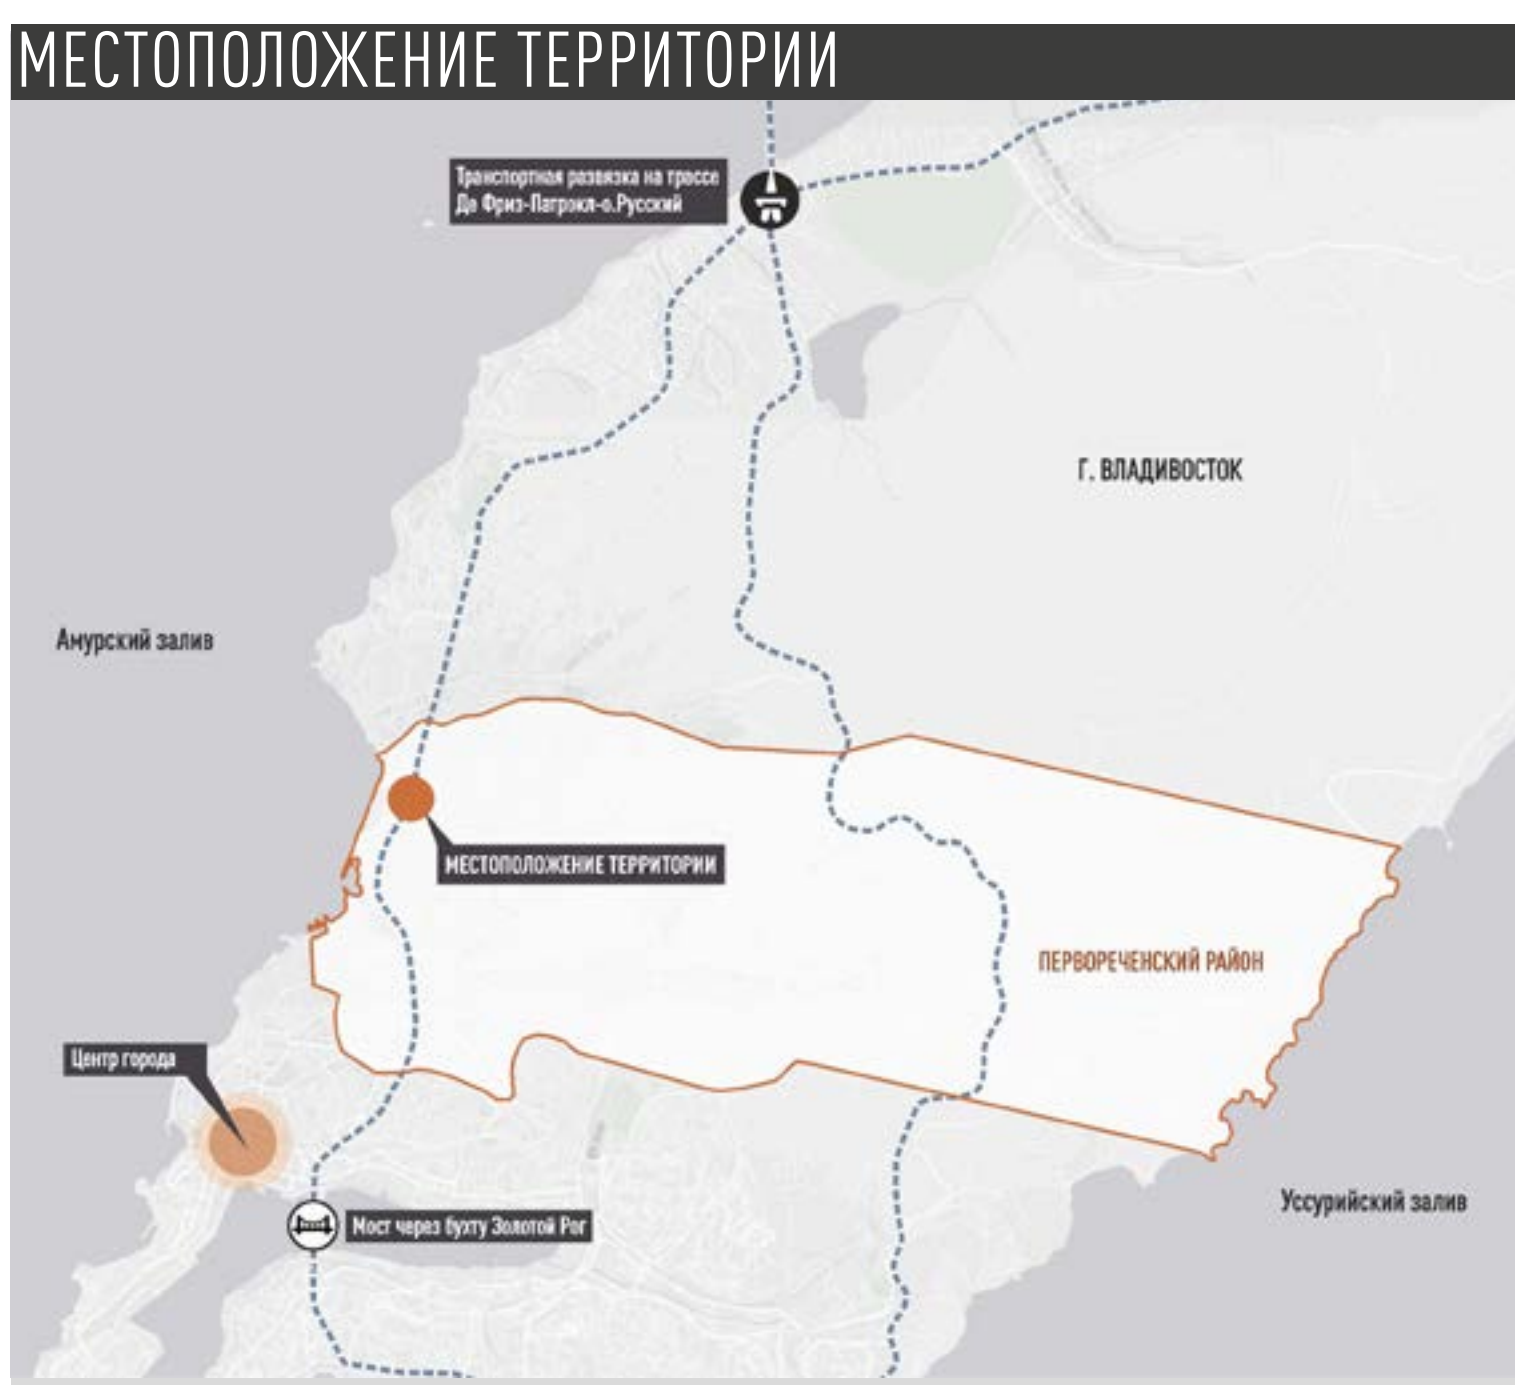 МЕСТОПОЛОЖЕНИЕ ТЕРРИТОРИИ
Транспортная развязка на трассе
Де Фриз-Патрокл-о.Русский
Г. ВЛАДИВОСТОК
Амурский залив
МЕСТОПОЛОЖЕНИЕ ТЕРРИТОРИИ
ПЕРВОРЕЧЕНСКИЙ РАЙОН
Центр города
Уссурийский залив
Мост через бухту Золотой Рог